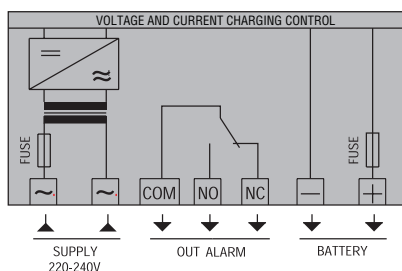 VOLTAGE AND CURRENT CHARGING CONTROL
FUSE
FUSE
COM NO NC
SUPPLY
220-240V
OUT ALARM
BATTERY